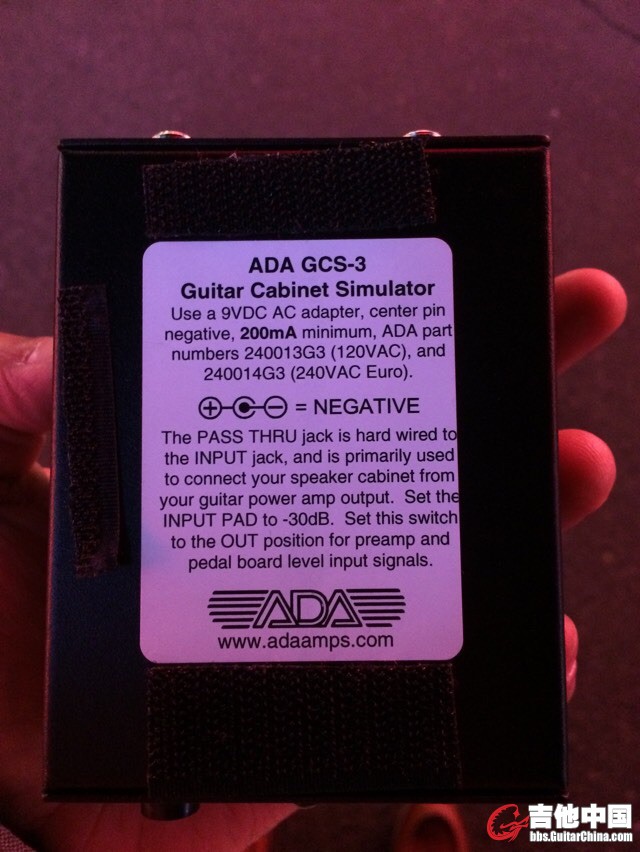 ADA GCS-3
Guitar Cabinet Simulator
Use a 9VDC AC adapter, center pin
negative, 200mA minimum, ADA part
numbers 240013G3 (120VAC), and
240014G3 (240VAC Euro).
= NEGATIVE
The PASS THRU jack is hard wired to
the INPUT jack, and is primarily used
to connect your speaker cabinet from
your guitar power amp output. Set the
INPUT PAD to -30dB. Set this switch
to the OUT position for preamp and
pedal board level input signals.
ADA
www.adaamps.com
吉他中国
bbs.GuitarChina.com